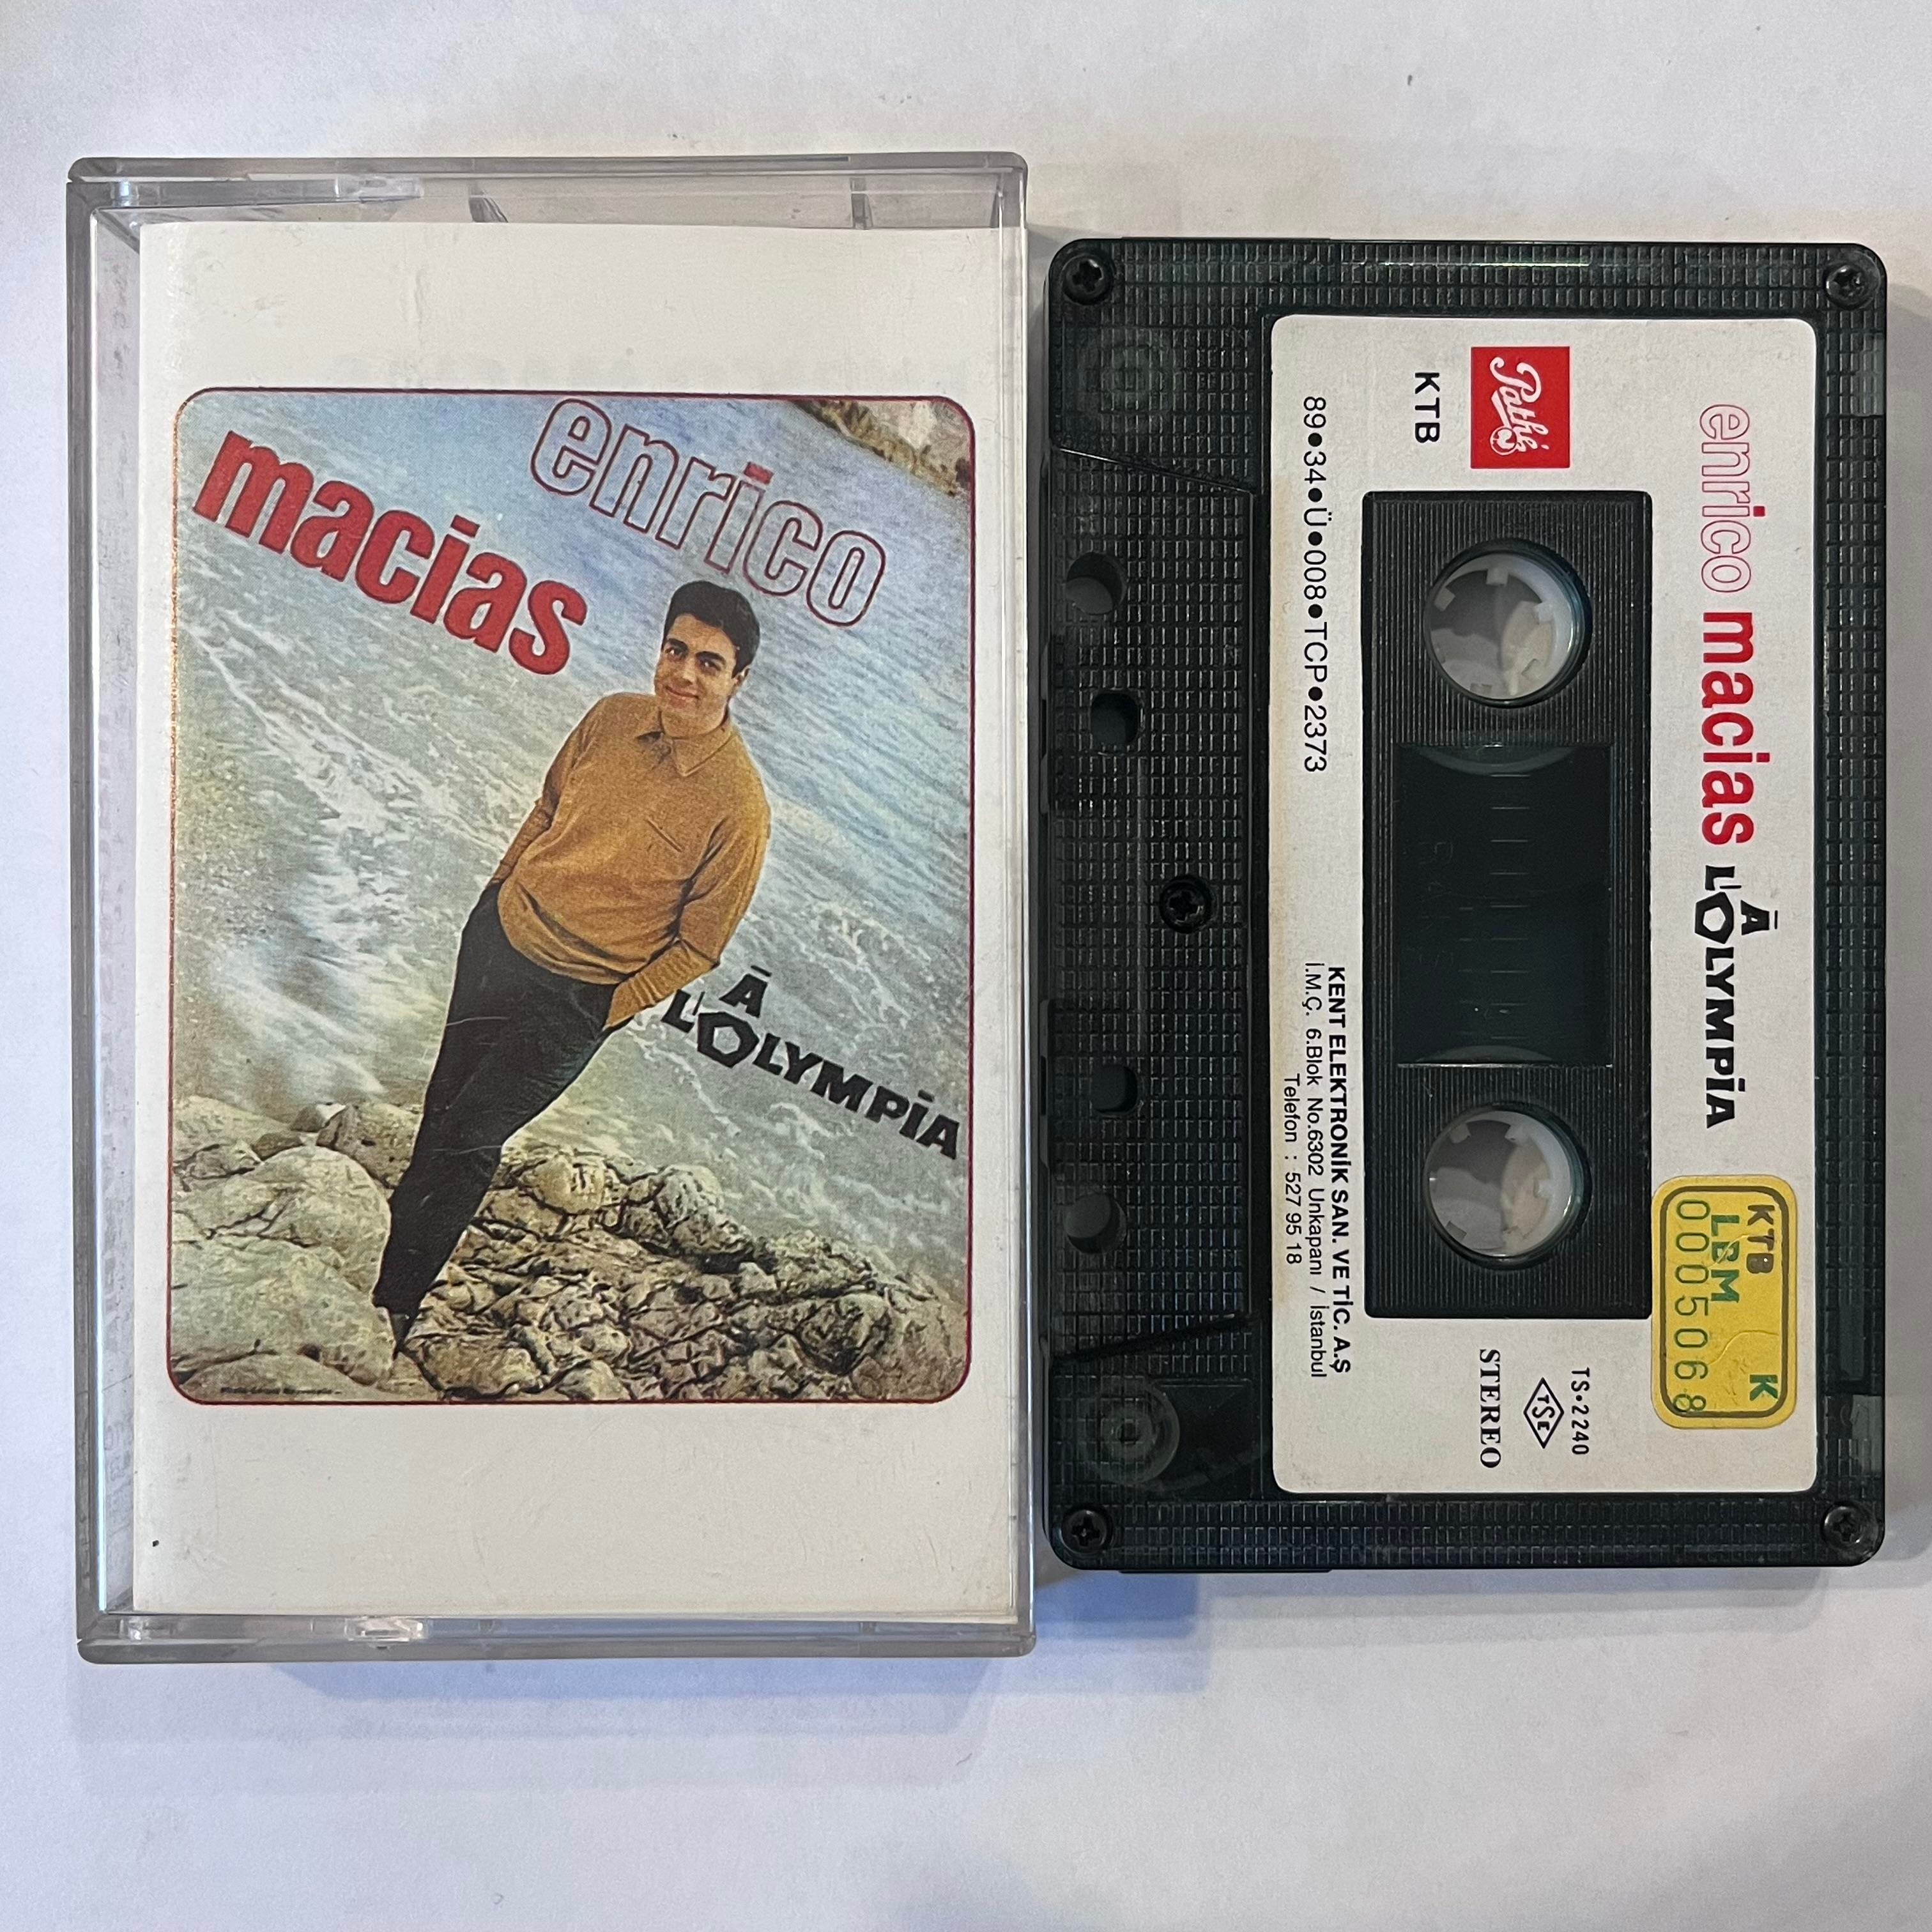 enrico
macias
À
L'OLYMPIA
enrico macias À L'OLYMPIA
Pathé
KTB
89•34•Ü•008•TCP•2373
KENT ELEKTRONİK SAN. VE TİC. A.Ş
İ.M.Ç. 6.Blok No.6302 Unkapanı / İstanbul
Telefon : 527 95 18
TS•2240
TSE
STEREO
KTB K
LBM
0005068